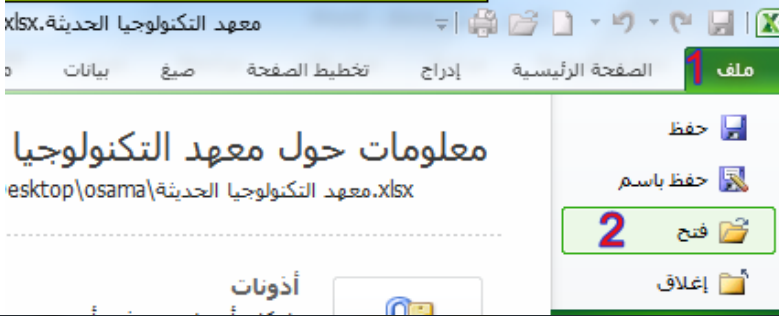 معهد التكنولوجيا الحديثة.xlsx
ملف 1 الصفحة الرئيسية إدراج تخطيط الصفحة صيغ بيانات
حفظ
حفظ باسم
فتح 2
إغلاق
معلومات حول معهد التكنولوجيا
esktop\osama\معهد التكنولوجيا الحديثة.xlsx
أذونات